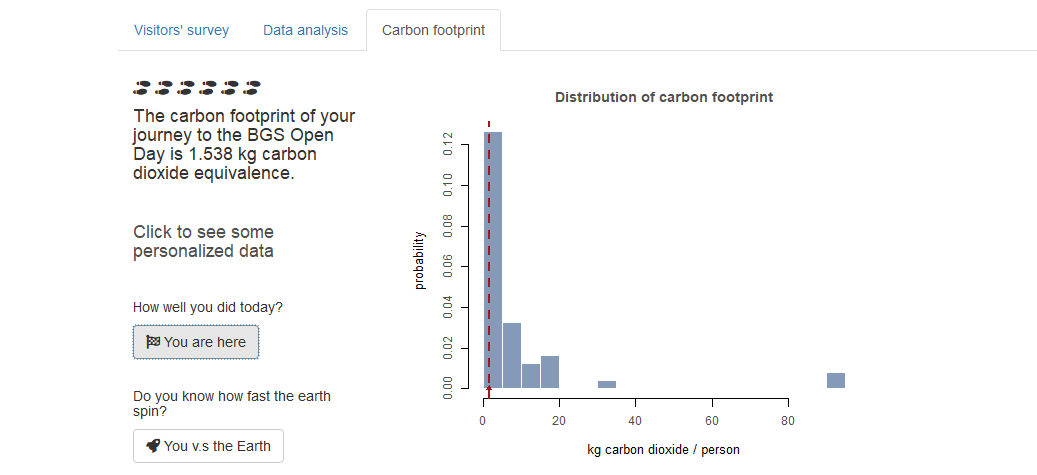 Visitors' survey Data analysis Carbon footprint
The carbon footprint of your
journey to the BGS Open
Day is 1.538 kg carbon
dioxide equivalence.
Click to see some
personalized data
How well you did today?
You are here
Do you know how fast the earth
spin?
You v.s the Earth
Distribution of carbon footprint
probability
0.12
0.10
0.08
0.06
0.04
0.02
0.00
0 20 40 60 80
kg carbon dioxide / person